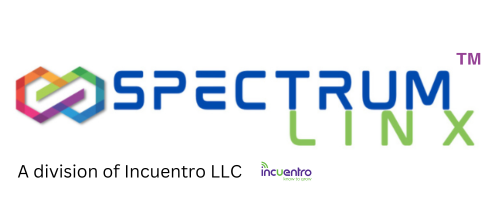 SPECTRUM™
LINX
A division of Incuentro LLC
incuentro